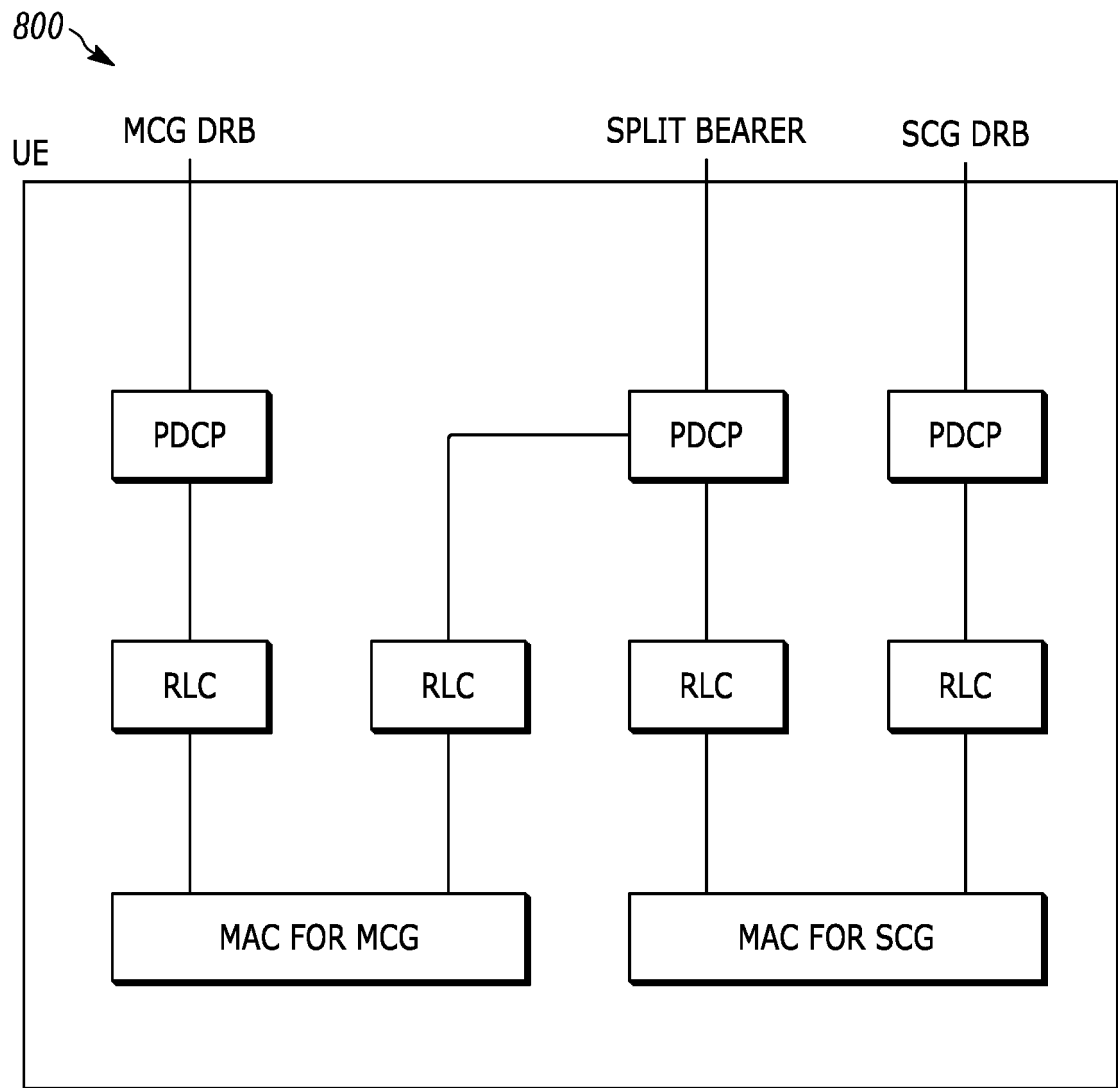 800
MCG DRB
SPLIT BEARER
SCG DRB
UE
PDCP
PDCP
PDCP
RLC
RLC
RLC
RLC
MAC FOR MCG
MAC FOR SCG